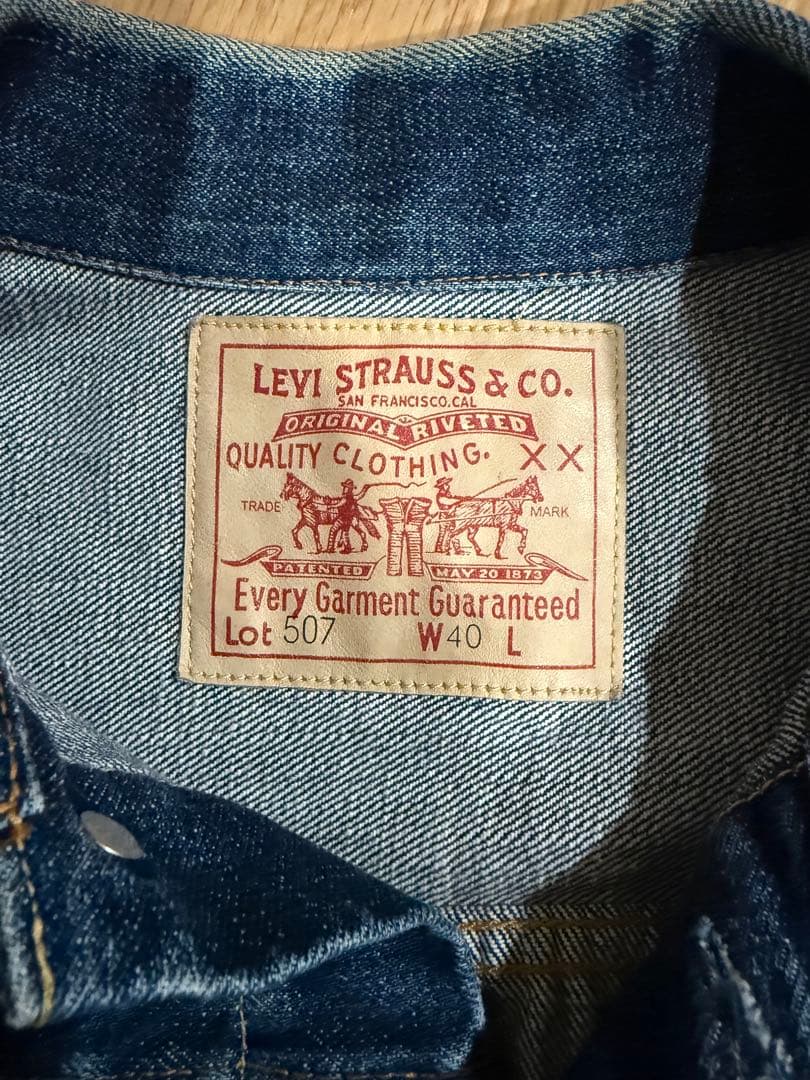 LEVI STRAUSS & CO.
SAN FRANCISCO, CAL
ORIGINAL RIVETED
QUALITY CLOTHING. XX
TRADE MARK
PATENTED MAY 20 1873
Every Garment Guaranteed
Lot 507 W 40 L